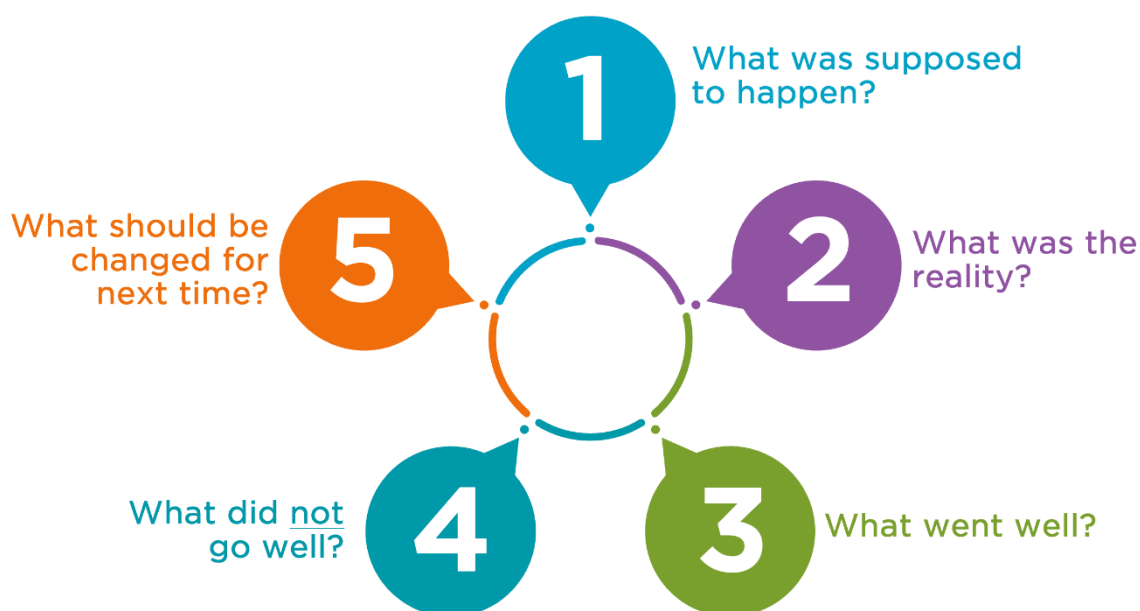 1
What was supposed
to happen?
2
What was the
reality?
3
What went well?
4
What did not
go well?
5
What should be
changed for
next time?